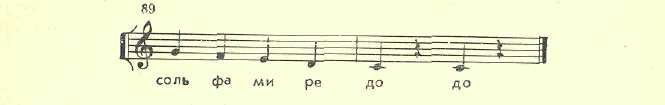 89
соль фа ми ре до до